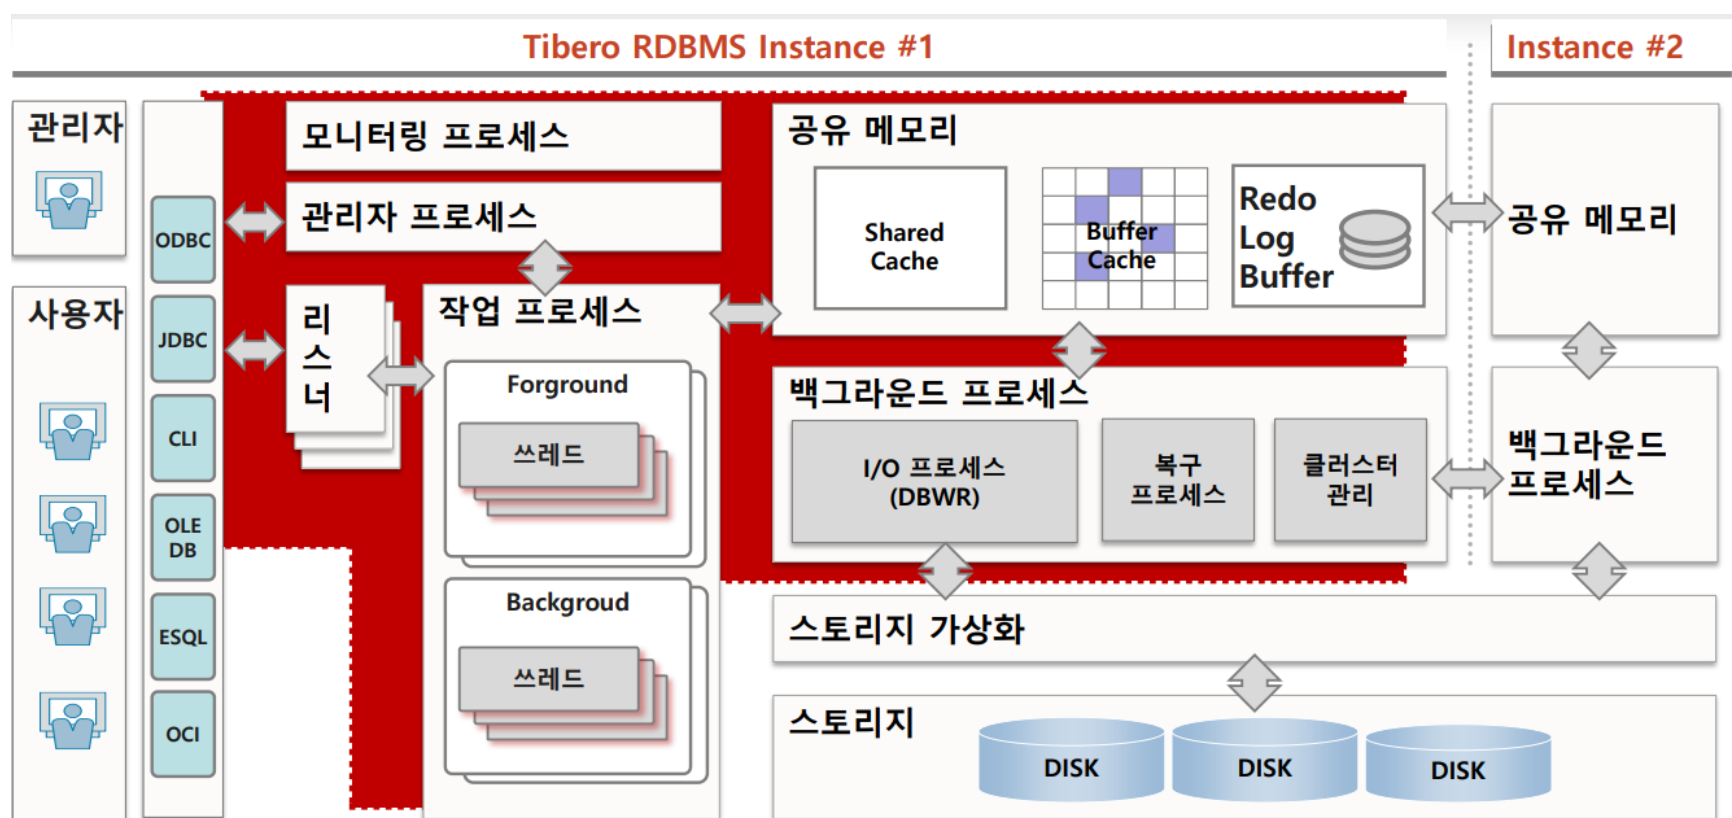 Tibero RDBMS Instance #1
Instance #2
관리자
사용자
ODBC
JDBC
CLI
OLE
DB
ESQL
OCI
모니터링 프로세스
관리자 프로세스
리
스
너
작업 프로세스
Forground
쓰레드
Backgroud
쓰레드
공유 메모리
Shared
Cache
Buffer
Cache
Redo
Log
Buffer
백그라운드 프로세스
I/O 프로세스
(DBWR)
복구
프로세스
클러스터
관리
공유 메모리
백그라운드
프로세스
스토리지 가상화
스토리지
DISK
DISK
DISK